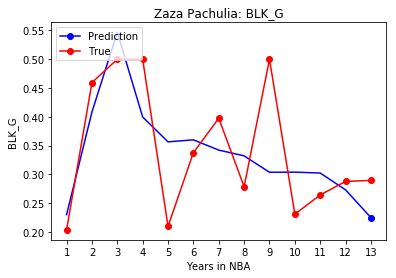 Zaza Pachulia: BLK_G
Prediction
True
0.55
0.50
0.45
0.40
0.35
0.30
0.25
0.20
BLK_G
1 2 3 4 5 6 7 8 9 10 11 12 13
Years in NBA